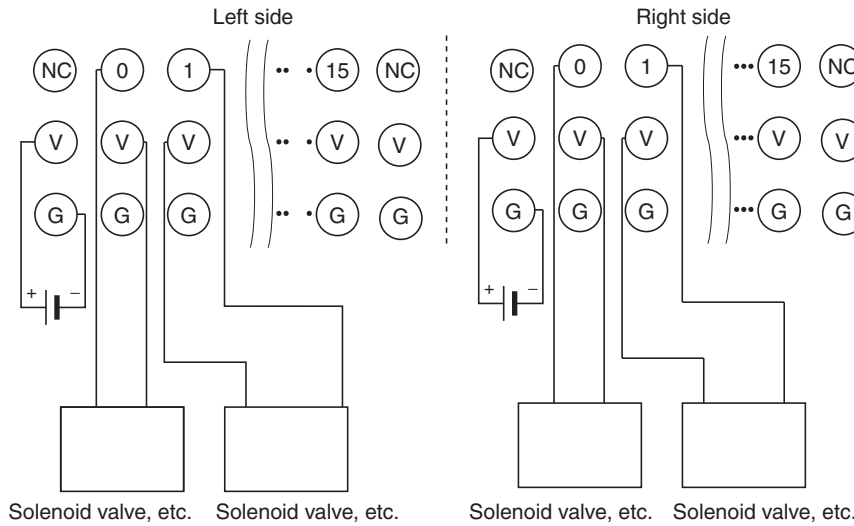 Left side Right side
NC 0 1 •• • 15 NC NC 0 1 ••• 15 NC
V V V •• • V V V V V ••• V V
G G G •• • G G G G G ••• G G
+ − + −
Solenoid valve, etc. Solenoid valve, etc. Solenoid valve, etc. Solenoid valve, etc.